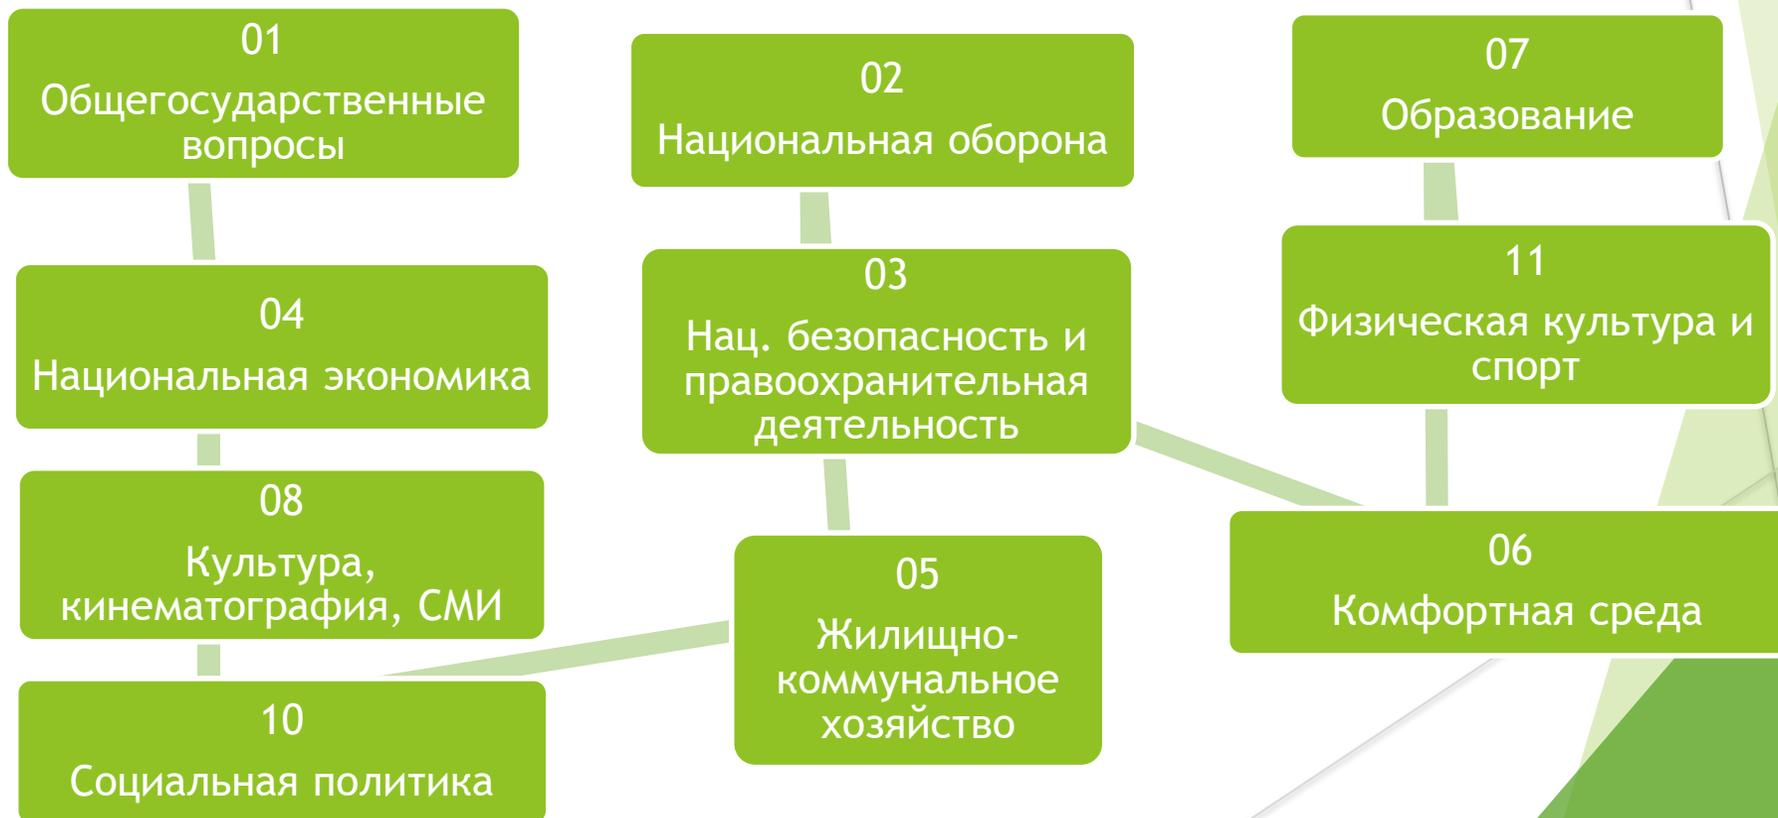 01
Общегосударственные
вопросы
04
Национальная экономика
08
Культура,
кинематография, СМИ
10
Социальная политика
02
Национальная оборона
03
Нац. безопасность и
правоохранительная
деятельность
05
Жилищно-
коммунальное
хозяйство
07
Образование
11
Физическая культура и
спорт
06
Комфортная среда